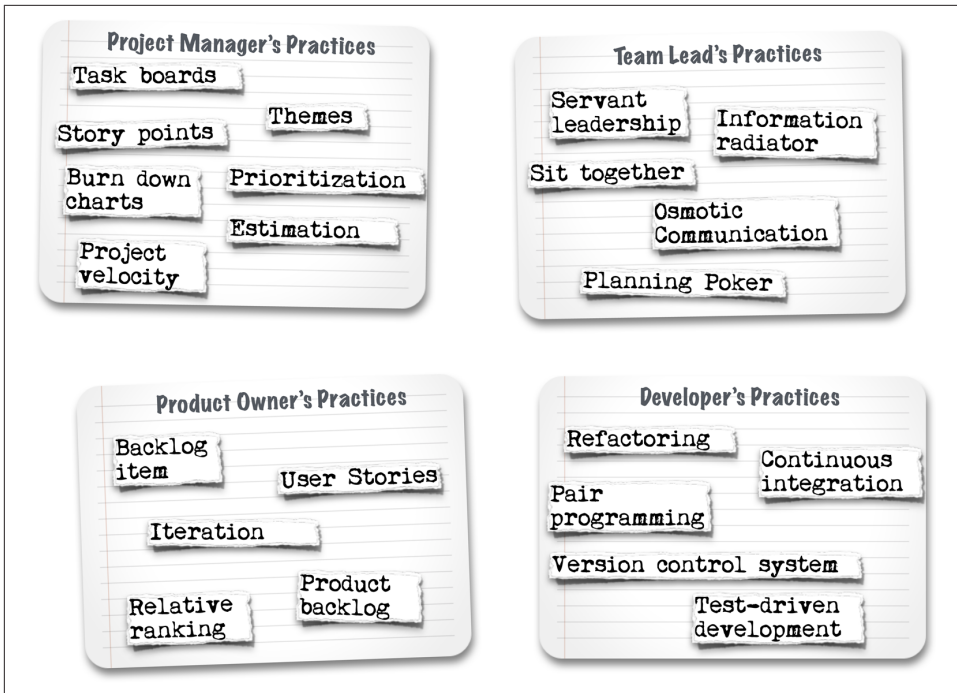 Project Manager's Practices
Task boards
Themes
Story points
Burn down
charts
Prioritization
Estimation
Project
velocity
Team Lead's Practices
Servant
leadership
Information
radiator
Sit together
Osmotic
Communication
Planning Poker
Product Owner's Practices
Backlog
item
User Stories
Iteration
Product
backlog
Relative
ranking
Developer's Practices
Refactoring
Continuous
integration
Pair
programming
Version control system
Test-driven
development